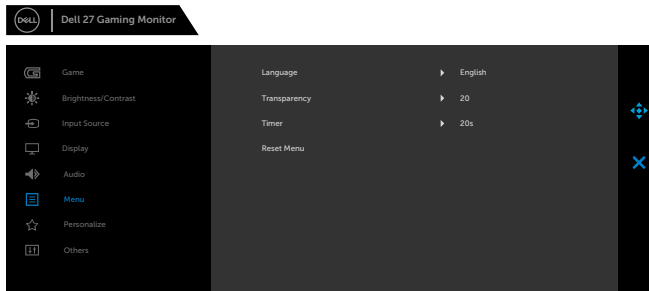 DELL
Dell 27 Gaming Monitor
Game
Brightness/Contrast
Input Source
Display
Audio
Menu
Personalize
Others
Language English
Transparency 20
Timer 20s
Reset Menu